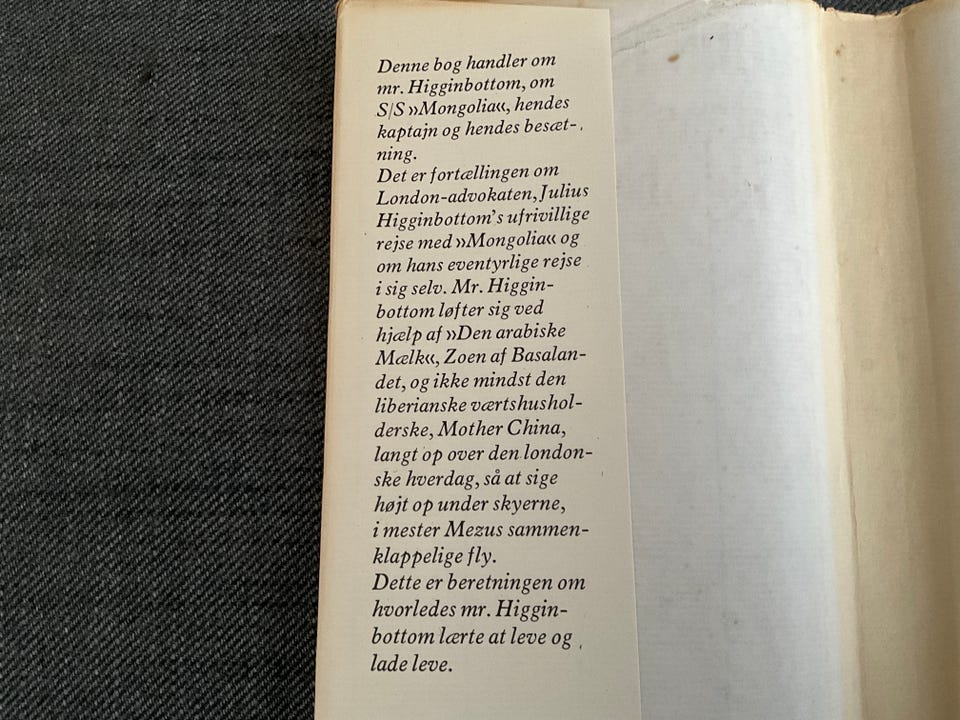 Denne bog handler om
mr. Higginbottom, om
S/S »Mongolia«, hendes
kaptajn og hendes besæt-
ning.
Det er fortællingen om
London-advokaten, Julius
Higginbottom's ufrivillige
rejse med »Mongolia« og
om hans eventyrlige rejse
i sig selv. Mr. Higgin-
bottom løfter sig ved
hjælp af »Den arabiske
Mælk«, Zoen af Basalan-
det, og ikke mindst den
liberianske værtshushol-
derske, Mother China,
langt op over den london-
ske hverdag, så at sige
højt op under skyerne,
i mester Mezus sammen-
klappelige fly.
Dette er beretningen om
hvorledes mr. Higgin-
bottom lærte at leve og
lade leve.